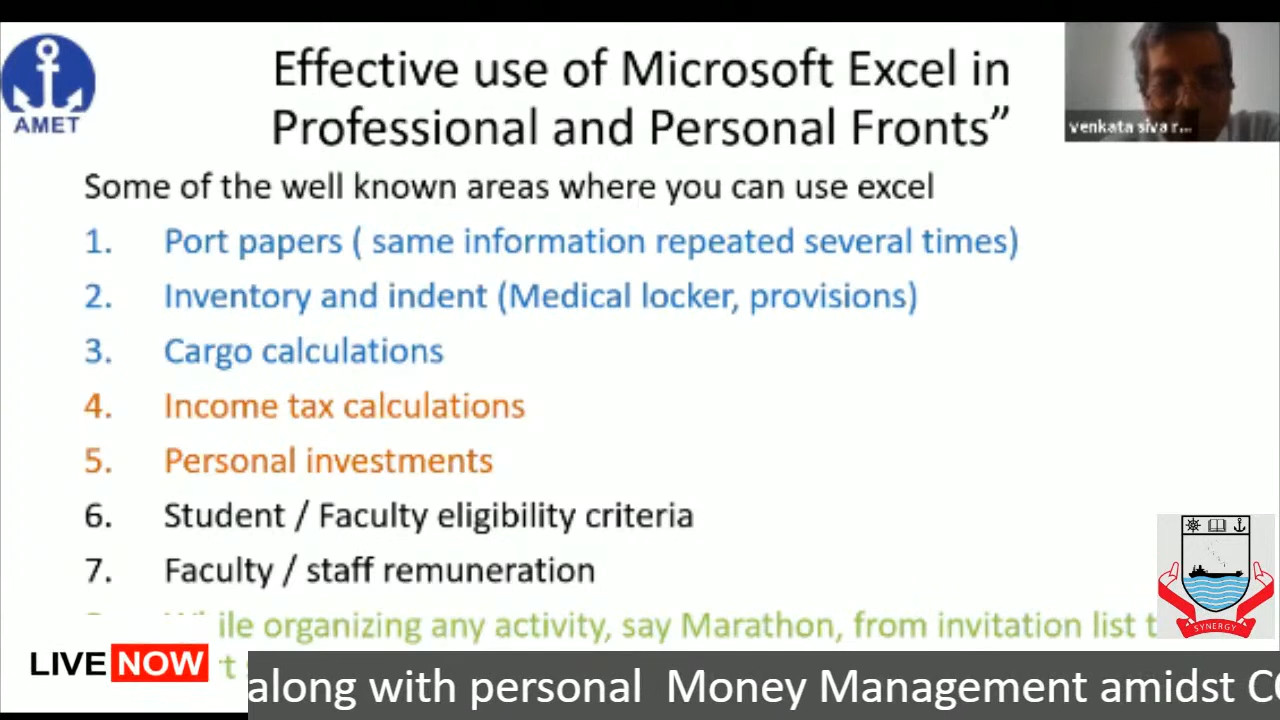 AMET
Effective use of Microsoft Excel in
Professional and Personal Fronts”
venkata siva r...
Some of the well known areas where you can use excel
1. Port papers ( same information repeated several times)
2. Inventory and indent (Medical locker, provisions)
3. Cargo calculations
4. Income tax calculations
5. Personal investments
6. Student / Faculty eligibility criteria
7. Faculty / staff remuneration
While organizing any activity, say Marathon, from invitation list
SYNERGY
LIVE NOW
along with personal Money Management amidst